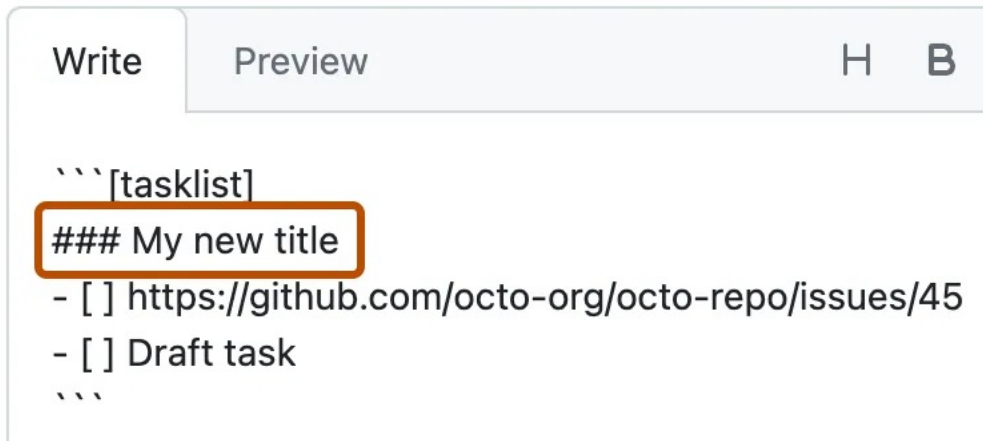 Write Preview H B
```[tasklist]
### My new title
- [ ] https://github.com/octo-org/octo-repo/issues/45
- [ ] Draft task
```